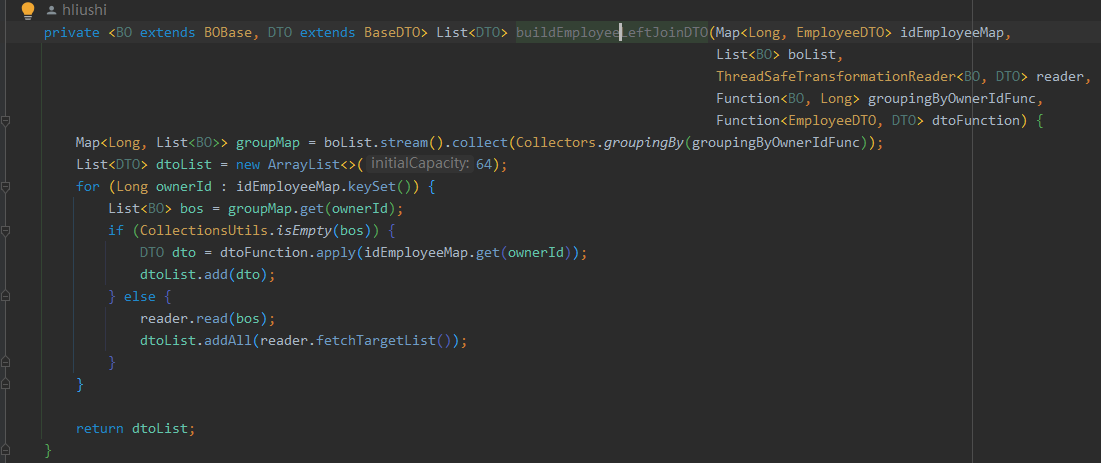 hliushi
private <BO extends BOBase, DTO extends BaseDTO> List<DTO> buildEmployeeLeftJoinDTO(Map<Long, EmployeeDTO> idEmployeeMap,
List<BO> boList,
ThreadSafeTransformationReader<BO, DTO> reader,
Function<BO, Long> groupingByOwnerIdFunc,
Function<EmployeeDTO, DTO> dtoFunction) {
Map<Long, List<BO>> groupMap = boList.stream().collect(Collectors.groupingBy(groupingByOwnerIdFunc));
List<DTO> dtoList = new ArrayList<>( initialCapacity: 64);
for (Long ownerId : idEmployeeMap.keySet()) {
List<BO> bos = groupMap.get(ownerId);
if (CollectionsUtils.isEmpty(bos)) {
DTO dto = dtoFunction.apply(idEmployeeMap.get(ownerId));
dtoList.add(dto);
} else {
reader.read(bos);
dtoList.addAll(reader.fetchTargetList());
}
}
return dtoList;
}